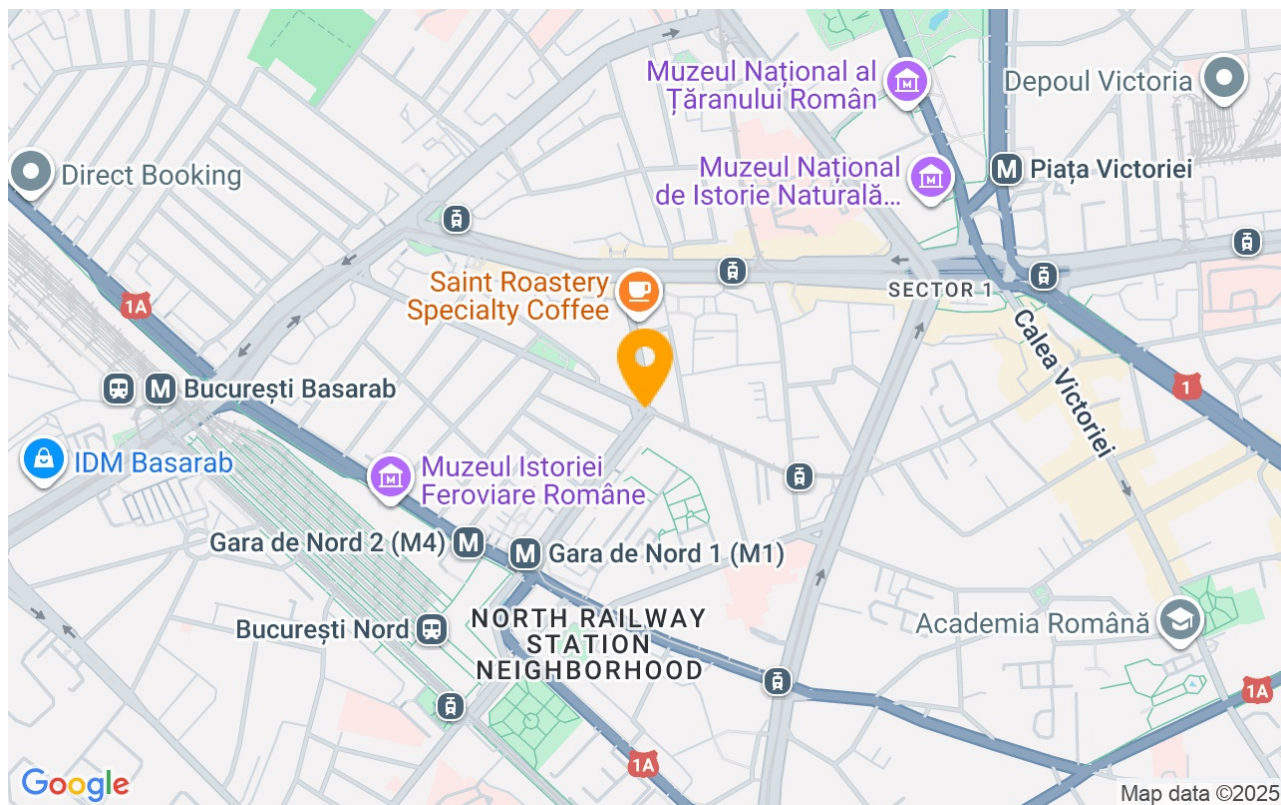 Muzeul Național al
Țăranului Român
Depoul Victoria
Direct Booking
Muzeul Național
de Istorie Naturală...
M Piața Victoriei
Saint Roastery
Specialty Coffee
SECTOR 1
1A
Calea Victoriei
1
M București Basarab
IDM Basarab
Muzeul Istoriei
Feroviare Române
Gara de Nord 2 (M4) M
M Gara de Nord 1 (M1)
București Nord
NORTH RAILWAY
STATION
NEIGHBORHOOD
Academia Română
1A
1A
Google
Map data ©2025